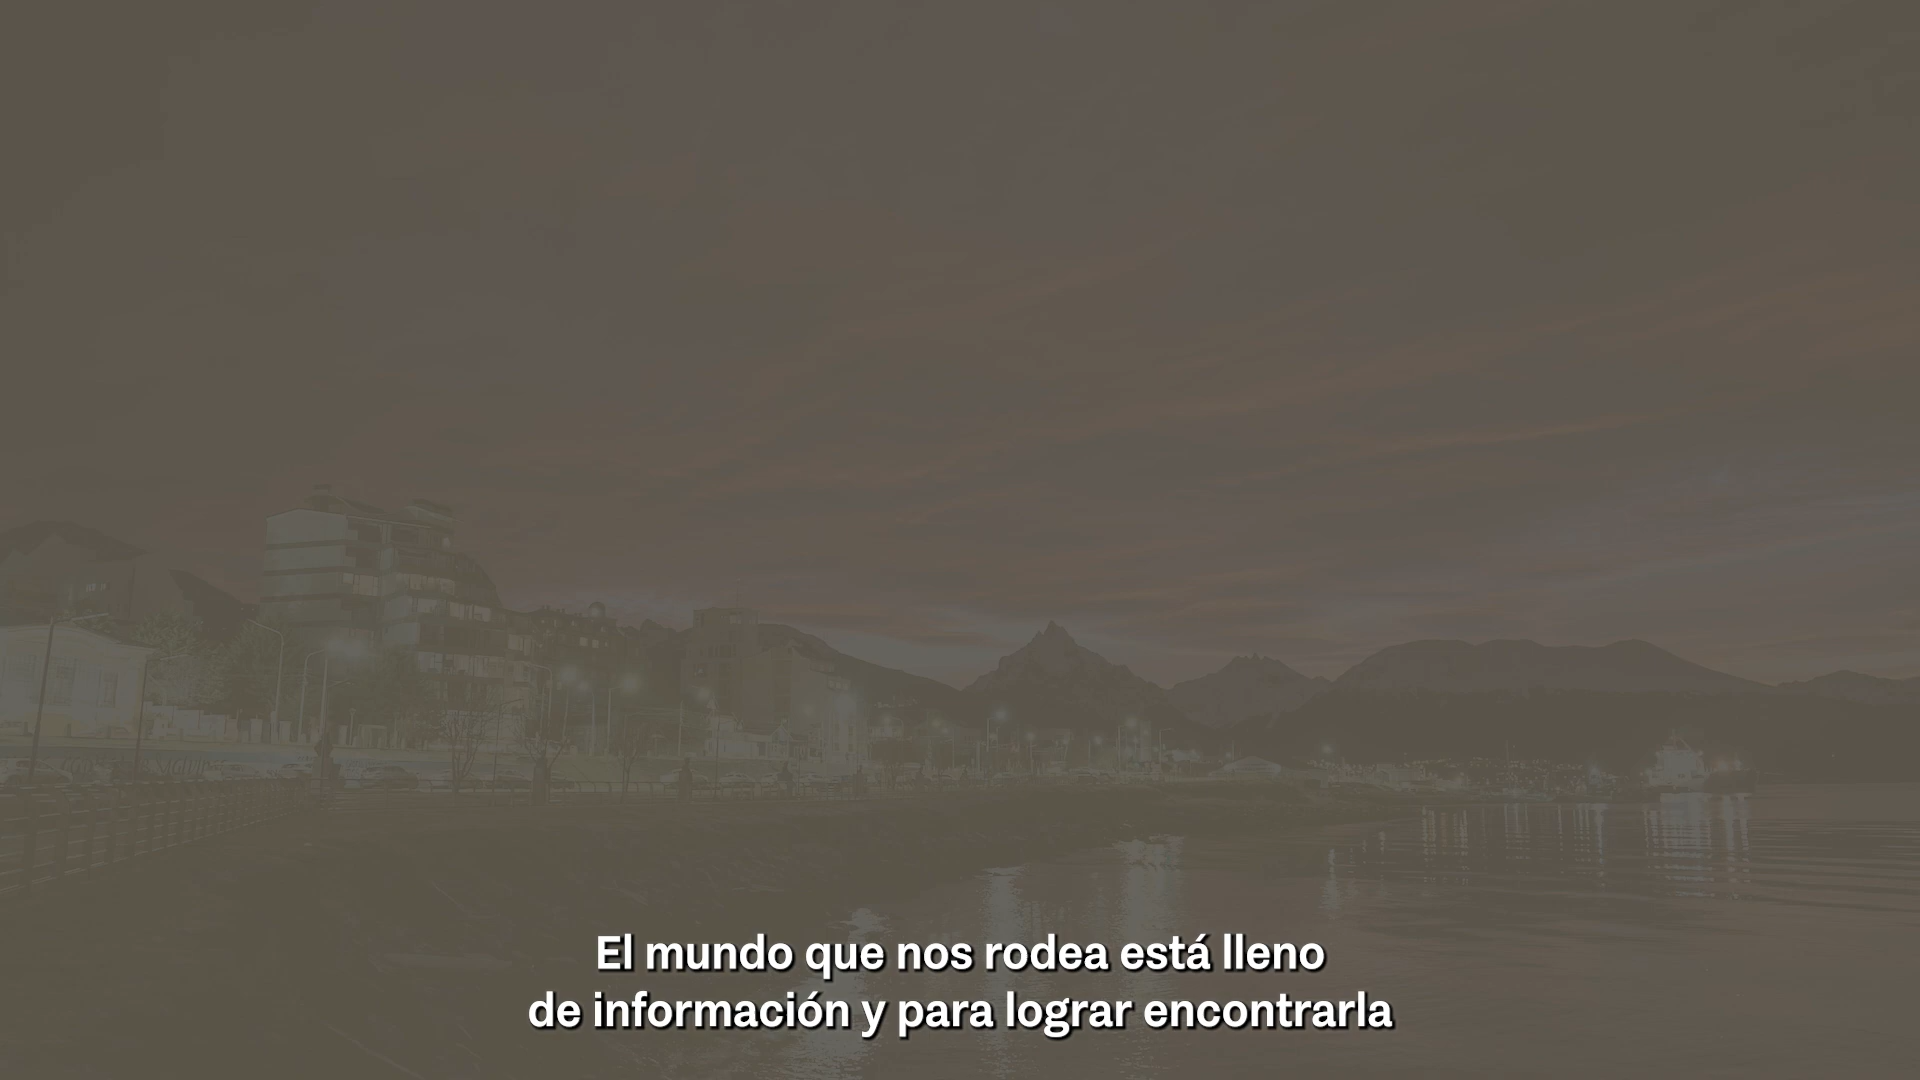 El mundo que nos rodea está lleno
de información y para lograr encontrarla